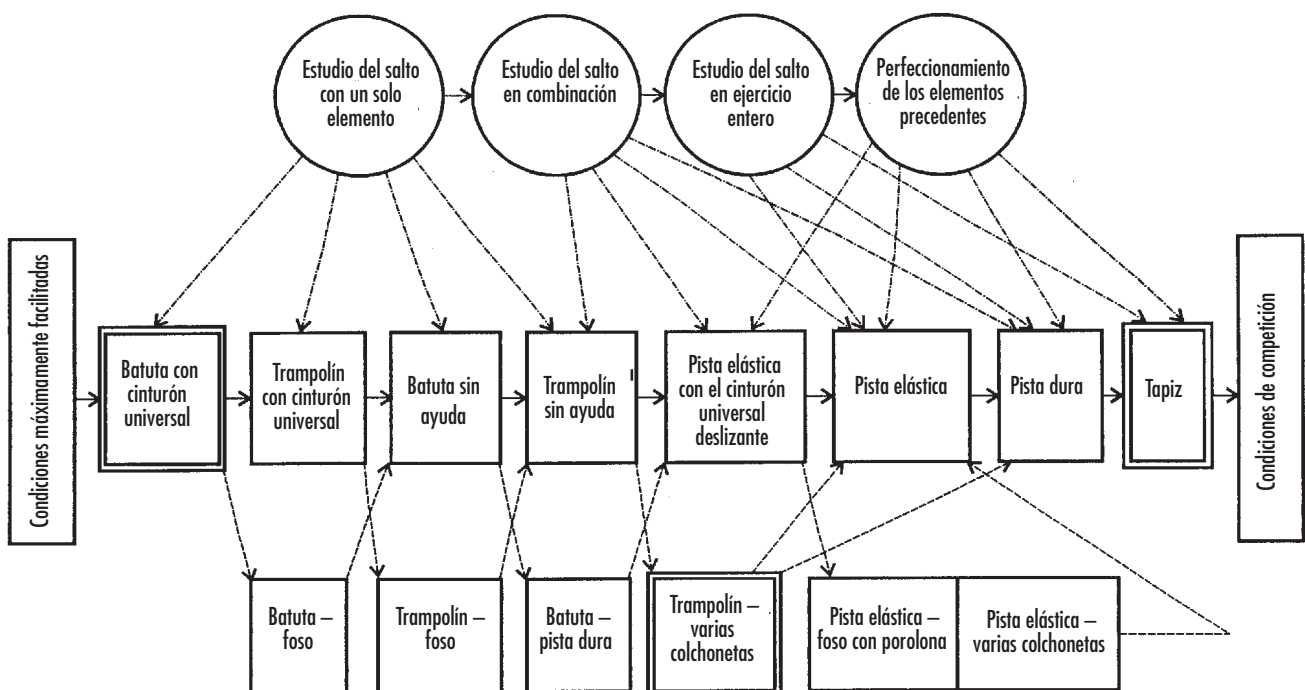 Estudio del salto
con un solo
elemento
Estudio del salto
en combinación
Estudio del salto
en ejercicio
entero
Perfeccionamiento
de los elementos
precedentes
Condiciones máximamente facilitadas
Batuta con
cinturón
universal
Trampolín
con cinturón
universal
Batuta sin
ayuda
Trampolín
sin ayuda
Pista elástica
con el cinturón
universal
deslizante
Pista elástica
Pista dura
Tapiz
Condiciones de competición
Batuta –
foso
Trampolín –
foso
Batuta –
pista dura
Trampolín –
varias
colchonetas
Pista elástica –
foso con porolona
Pista elástica –
varias colchonetas